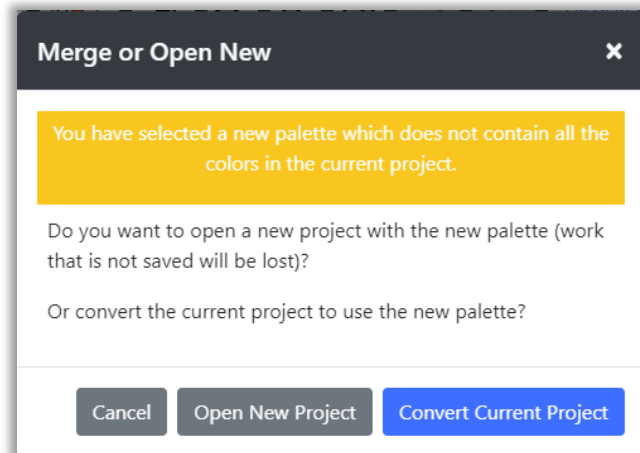 Merge or Open New ×
You have selected a new palette which does not contain all the
colors in the current project.
Do you want to open a new project with the new palette (work
that is not saved will be lost)?
Or convert the current project to use the new palette?
Cancel Open New Project Convert Current Project